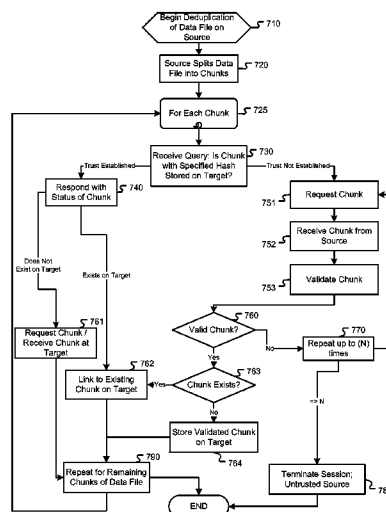 Begin Deduplication
of Data File on
Source
710
Source Splits Data
File into Chunks
720
For Each Chunk
725
Receive Query: Is Chunk
with Specified Hash
Stored on Target?
730
Trust Established
Trust Not Established
Respond with
Status of Chunk
740
Request Chunk
751
Receive Chunk from
Source
752
Validate Chunk
753
Does Not
Exist on Target
Exists on Target
Valid Chunk?
760
Yes
No
Repeat up to (N)
times
770
Request Chunk /
Receive Chunk at
Target
761
Link to Existing
Chunk on Target
762
Chunk Exists?
763
Yes
No
Store Validated Chunk
on Target
764
=> N
Repeat for Remaining
Chunks of Data File
790
Terminate Session;
Untrusted Source
END